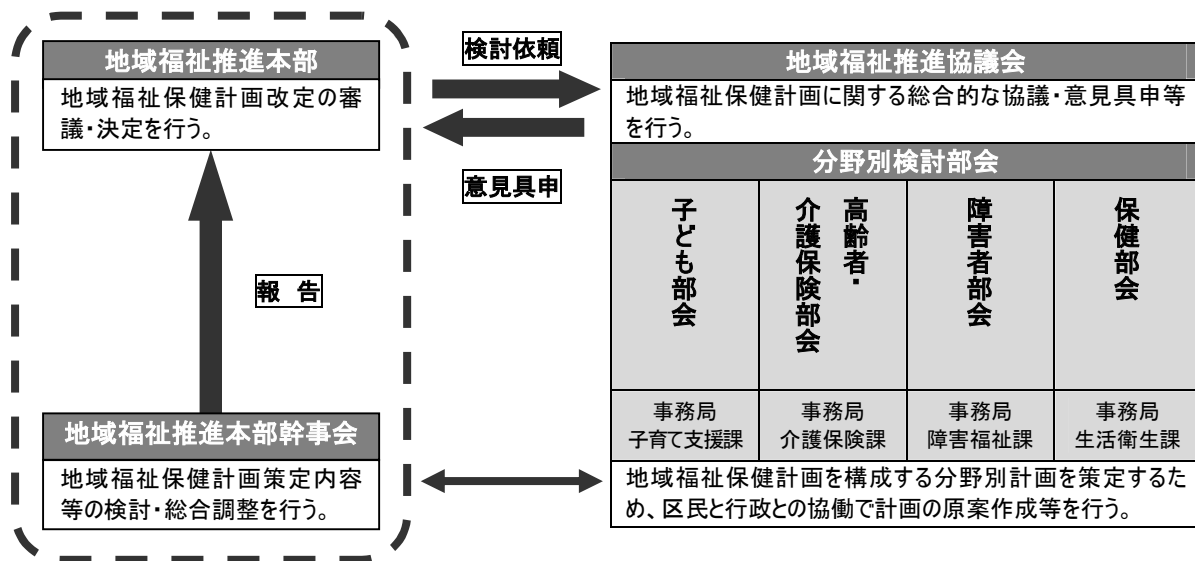 地域福祉推進本部
地域福祉保健計画改定の審
議・決定を行う。
検討依頼
意見具申
報　告
地域福祉推進本部幹事会
地域福祉保健計画策定内容
等の検討・総合調整を行う。
地域福祉推進協議会
地域福祉保健計画に関する総合的な協議・意見具申等
を行う。
分野別検討部会
子ども部会
高齢者・
介護保険部会
障害者部会
保健部会
事務局
子育て支援課
事務局
介護保険課
事務局
障害福祉課
事務局
生活衛生課
地域福祉保健計画を構成する分野別計画を策定するた
め、区民と行政との協働で計画の原案作成等を行う。